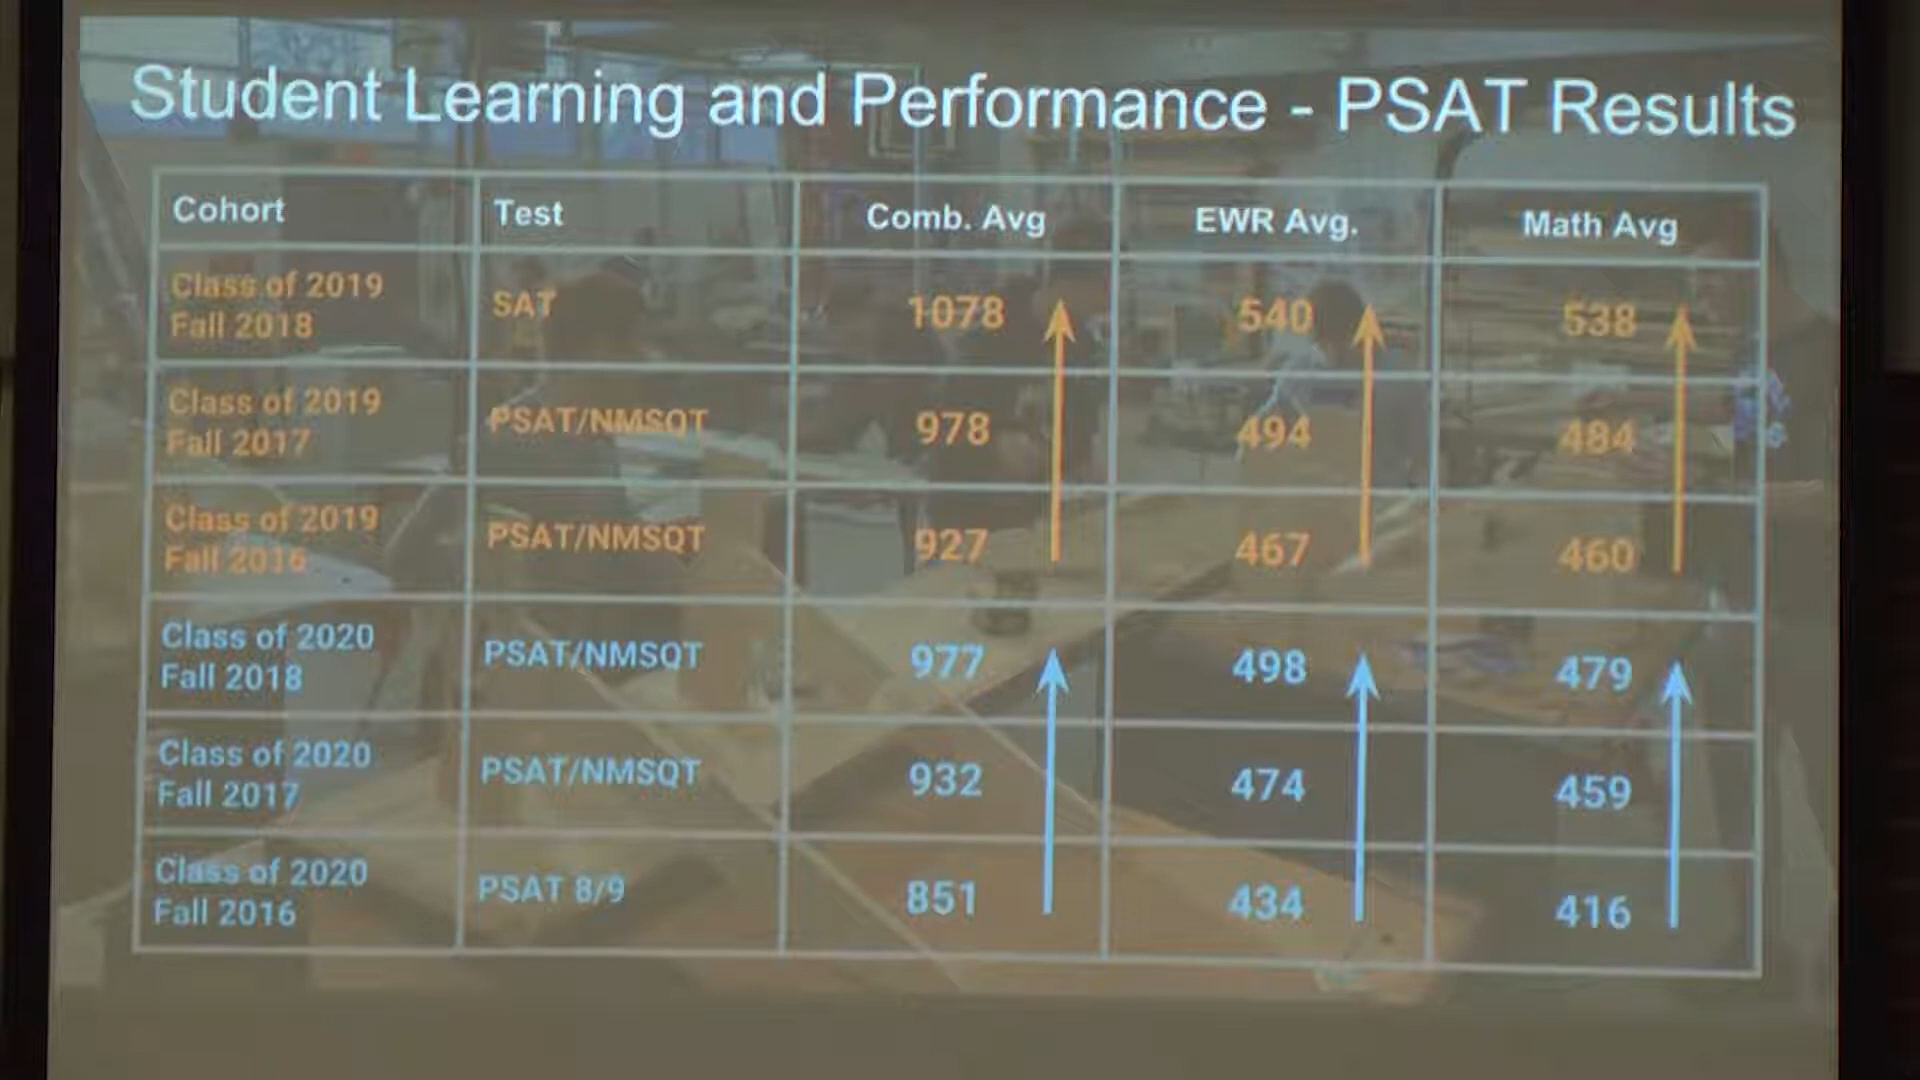 Student Learning and Performance - PSAT Results
Cohort Test Comb. Avg EWR Avg. Math Avg
Class of 2019
Fall 2018
SAT 1078 540 538
Class of 2019
Fall 2017
PSAT/NMSQT 978 494 484
Class of 2019
Fall 2016
PSAT/NMSQT 927 467 460
Class of 2020
Fall 2018
PSAT/NMSQT 977 498 479
Class of 2020
Fall 2017
PSAT/NMSQT 932 474 459
Class of 2020
Fall 2016
PSAT 8/9 851 434 416